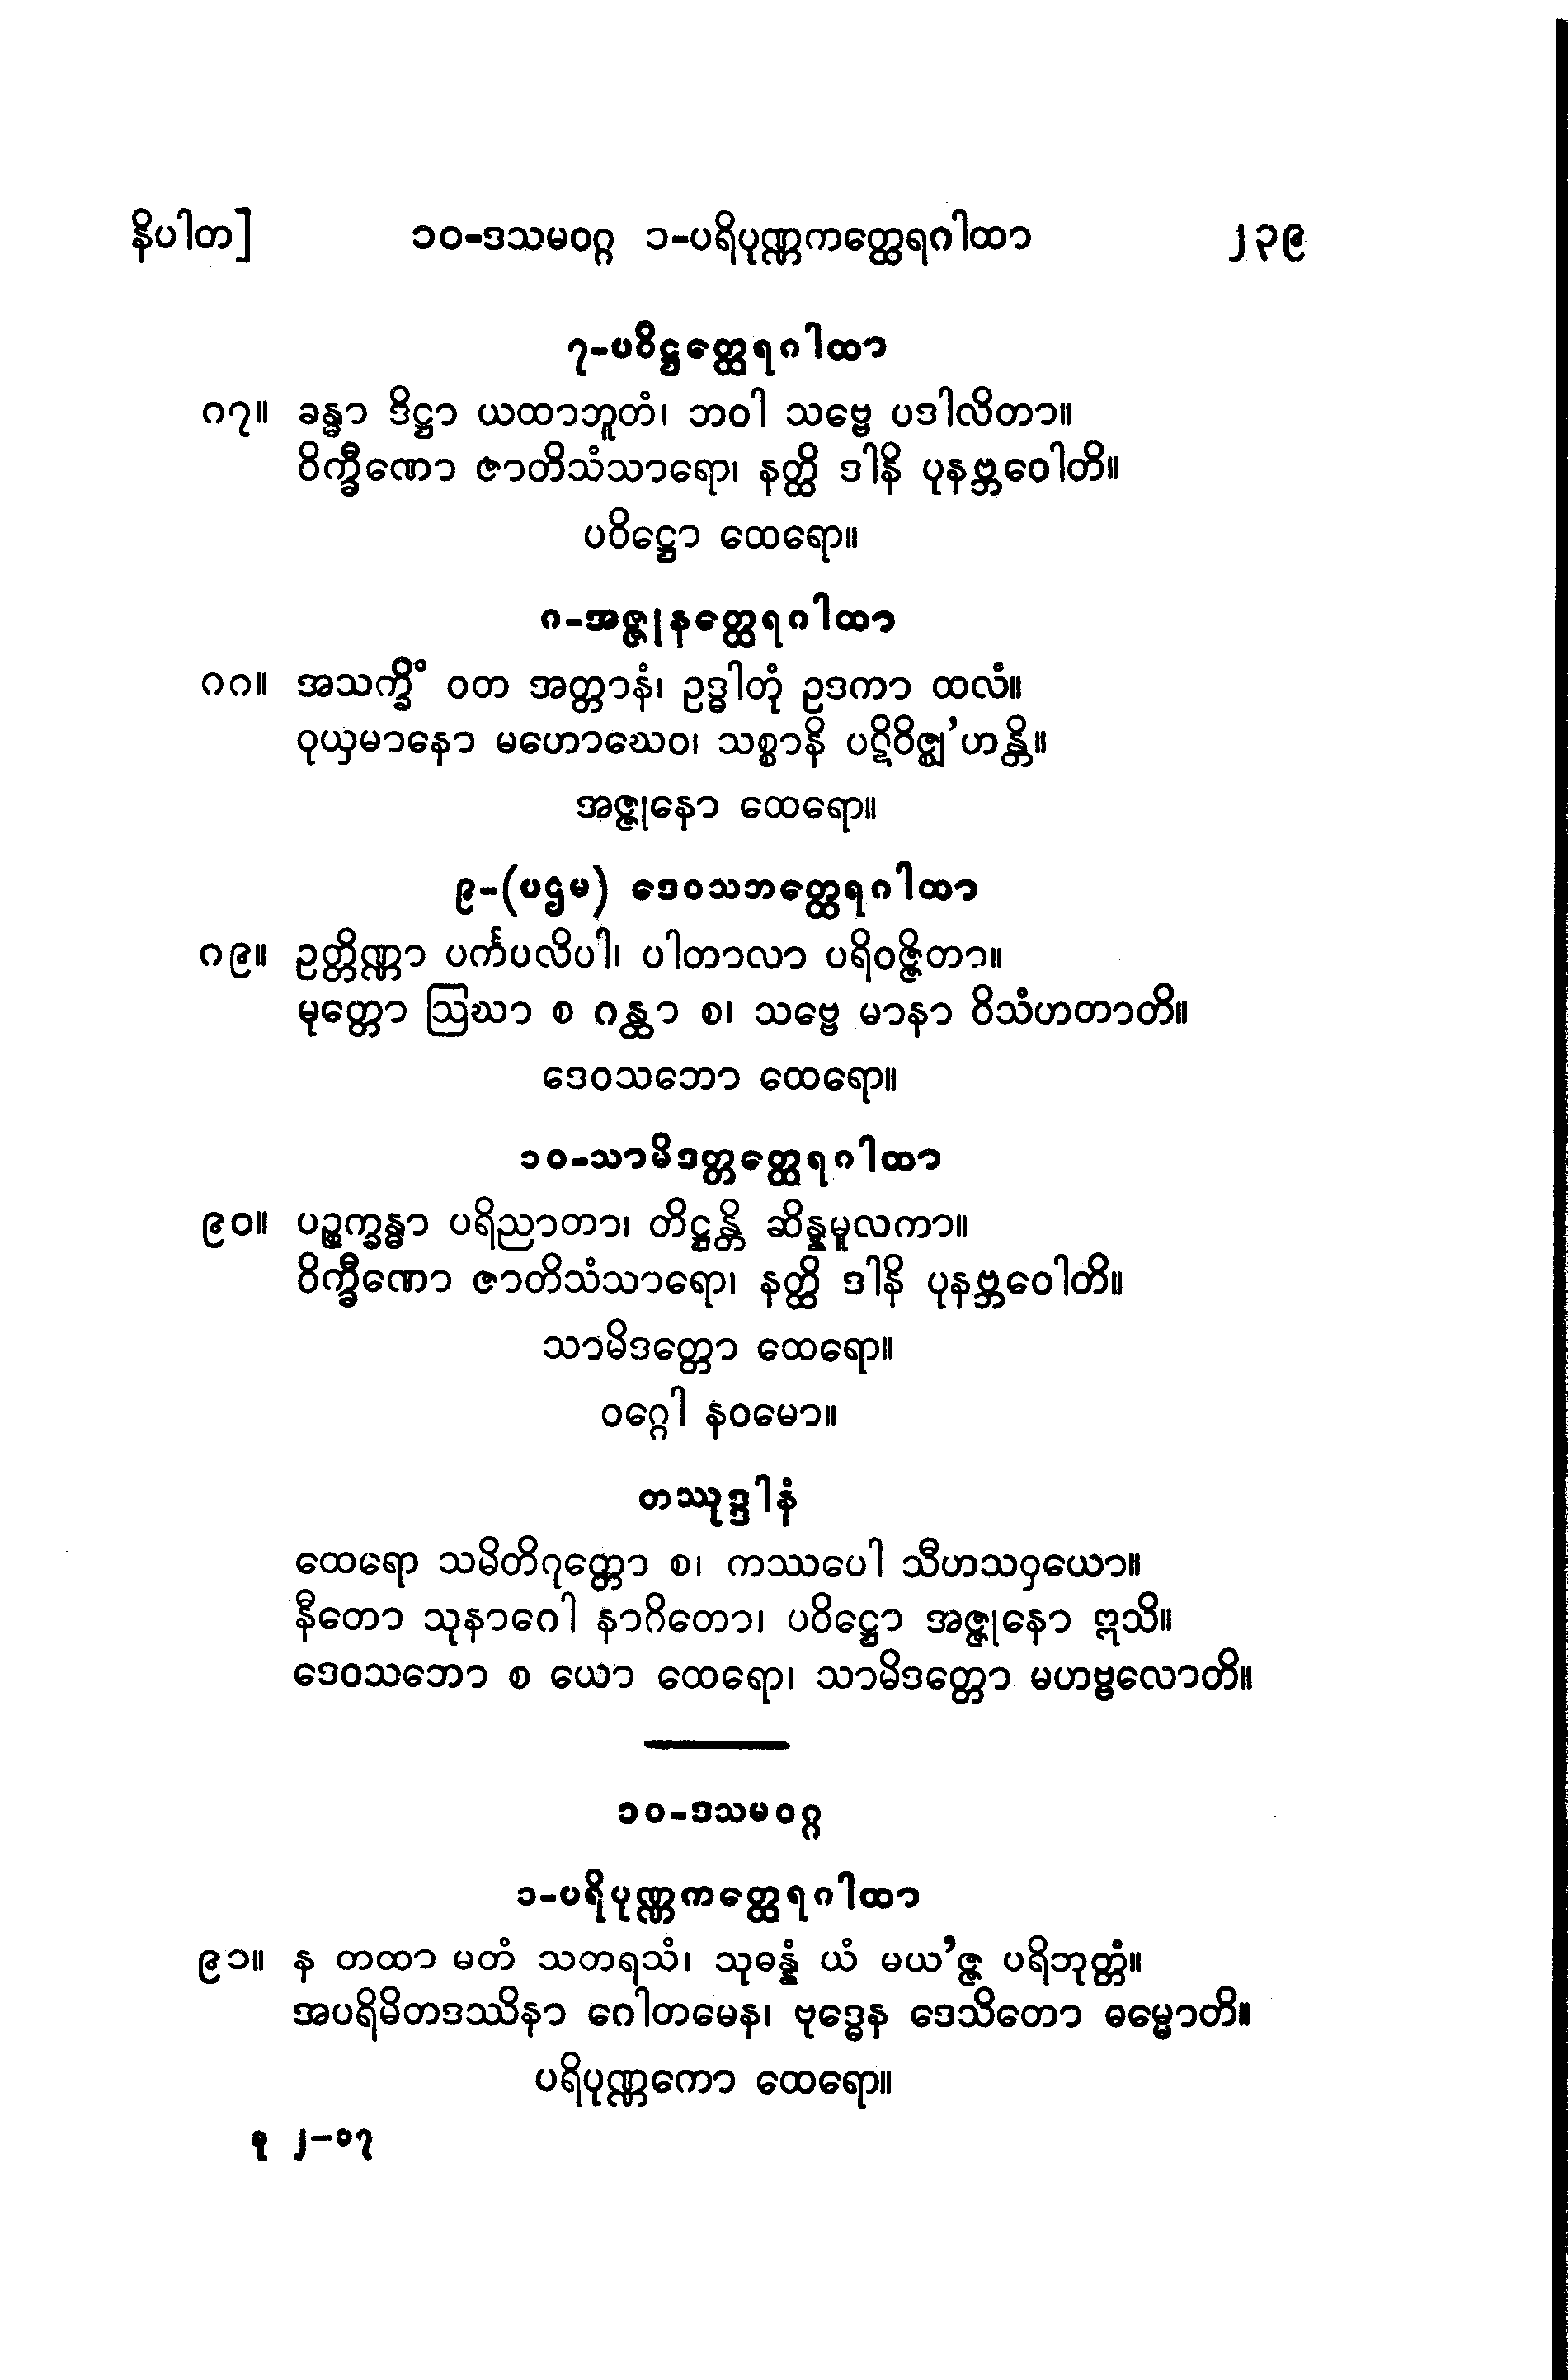 နိပါတ] ၁၀-ဒသမဝဂ္ဂ ၁-ပရိပုဏ္ဏကတ္ထေရဂါထာ ၂၃၉
၇-ပဝိဋ္ဌတ္ထေရဂါထာ
၈၇။ ခန္ဓာ ဒိဋ္ဌာ ယထာဘူတံ၊ ဘဝါ သဗ္ဗေ ပဒါလိတာ။
ဝိက္ခီဏော ဇာတိသံသာရော၊ နတ္ထိ ဒါနိ ပုနဗ္ဘဝေါတိ။
ပဝိဋ္ဌော ထေရော။
၈-အဇ္ဇုနတ္ထေရဂါထာ
၈၈။ အသက္ခိံ ဝတ အတ္တာနံ၊ ဥဒ္ဓါတုံ ဥဒကာ ထလံ။
ဝုယှမာနော မဟောဃေဝ၊ သစ္စာနိ ပဋိဝိဇ္ဈ’ဟန္တိ။
အဇ္ဇုနော ထေရော။
၉-(ပဌမ) ဒေဝသဘတ္ထေရဂါထာ
၈၉။ ဥတ္တိဏ္ဏာ ပင်္ကပလိပါ၊ ပါတာလာ ပရိဝဇ္ဇိတာ။
မုတ္တော ဩဃာ စ ဂန္ထာ စ၊ သဗ္ဗေ မာနာ ဝိသံဟတာတိ။
ဒေဝသဘော ထေရော။
၁၀-သာမိဒတ္တတ္ထေရဂါထာ
၉၀။ ပဉ္စက္ခန္ဓာ ပရိညာတာ၊ တိဋ္ဌန္တိ ဆိန္နမူလကာ။
ဝိက္ခီဏော ဇာတိသံသာရော၊ နတ္ထိ ဒါနိ ပုနဗ္ဘဝေါတိ။
သာမိဒတ္တော ထေရော။
ဝဂ္ဂေါ နဝမော။
တဿုဒ္ဒါနံ
ထေရော သမိတိဂုတ္တော စ၊ ကဿပေါ သီဟသဝှယော။
နီတော သုနာဂေါ နာဂိတော၊ ပဝိဋ္ဌော အဇ္ဇုနော ဣသိ။
ဒေဝသဘော စ ယော ထေရော၊ သာမိဒတ္တော မဟဗ္ဗလောတိ။
၁၀-ဒသမဝဂ္ဂ
၁-ပရိပုဏ္ဏကတ္ထေရဂါထာ
၉၁။ န တထာ မတံ သတရသံ၊ သုဓန္နံ ယံ မယ’ဇ္ဇ ပရိဘုတ္တံ။
အပရိမိတဒဿိနာ ဂေါတမေန၊ ဗုဒ္ဓေန ဒေသိတော ဓမ္မောတိ။
ပရိပုဏ္ဏကော ထေရော။
ခု ၂-၁၇